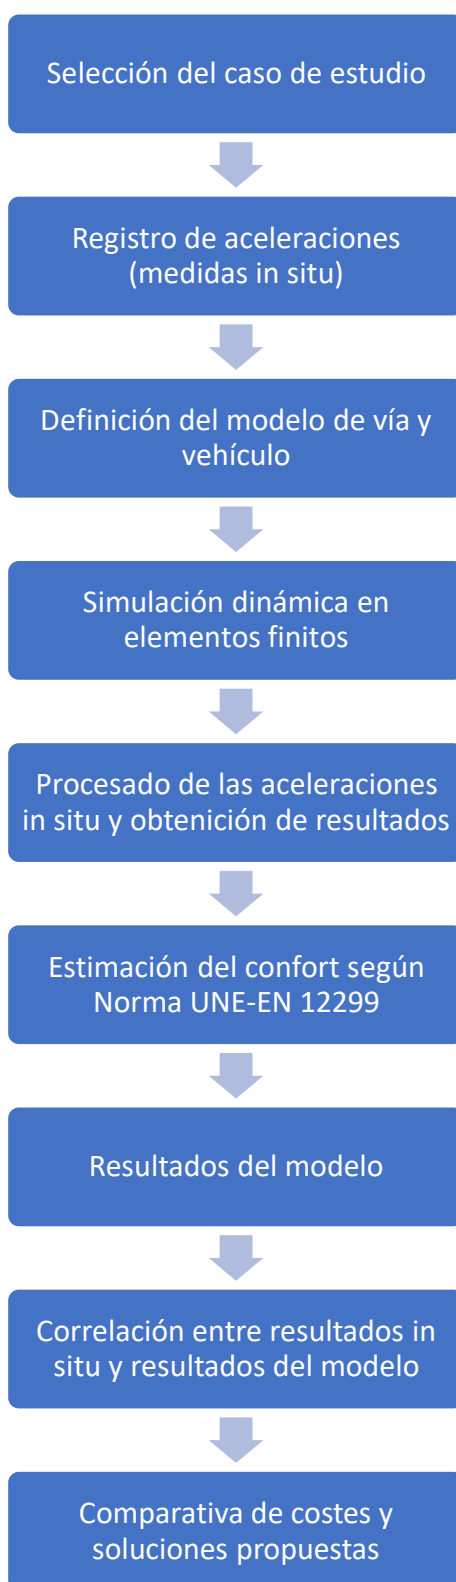 Selección del caso de estudio
Registro de aceleraciones
(medidas in situ)
Definición del modelo de vía y
vehículo
Simulación dinámica en
elementos finitos
Procesado de las aceleraciones
in situ y obtenición de resultados
Estimación del confort según
Norma UNE-EN 12299
Resultados del modelo
Correlación entre resultados in
situ y resultados del modelo
Comparativa de costes y
soluciones propuestas